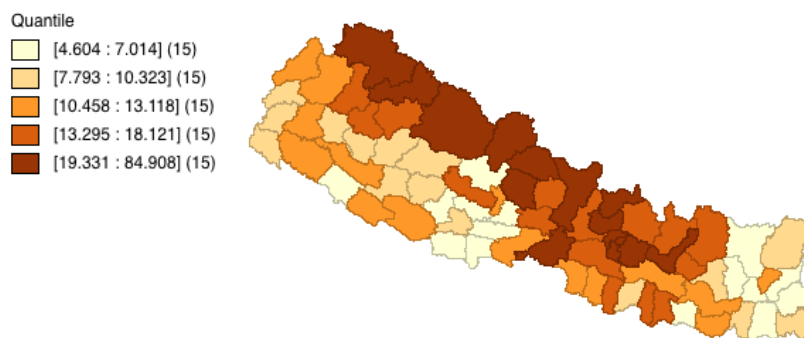 Quantile
[4.604 : 7.014] (15)
[7.793 : 10.323] (15)
[10.458 : 13.118] (15)
[13.295 : 18.121] (15)
[19.331 : 84.908] (15)